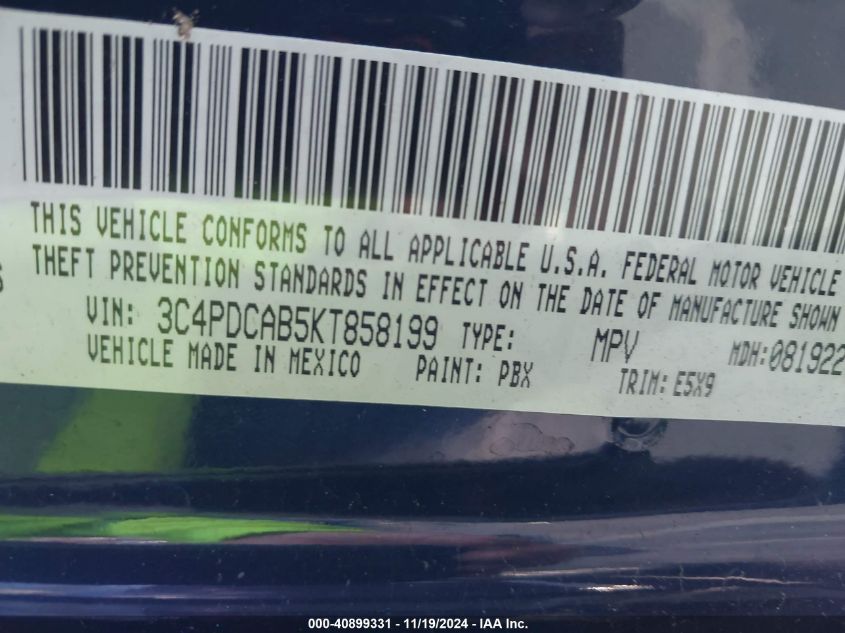 THIS VEHICLE CONFORMS TO ALL APPLICABLE U.S.A. FEDERAL MOTOR VEHICLE
THEFT PREVENTION STANDARDS IN EFFECT ON THE DATE OF MANUFACTURE SHOWN
VIN: 3C4PDCAB5KT858199 TYPE: MPV MDH:081922
VEHICLE MADE IN MEXICO PAINT: PBX TRIM: E5X9
000-40899331 - 11/19/2024 - IAA Inc.